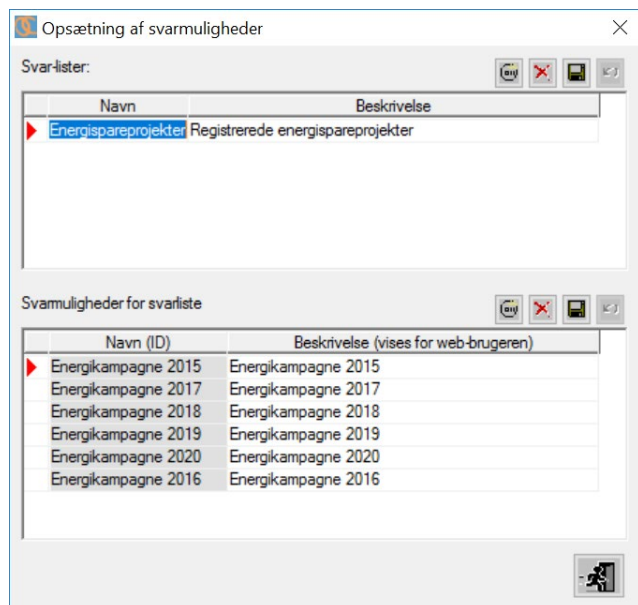 Opsætning af svarmuligheder
Svar-lister:
Navn Beskrivelse
Energispareprojekter Registrerede energispareprojekter
Svarmuligheder for svarliste
Navn (ID) Beskrivelse (vises for web-brugeren)
Energikampagne 2015 Energikampagne 2015
Energikampagne 2017 Energikampagne 2017
Energikampagne 2018 Energikampagne 2018
Energikampagne 2019 Energikampagne 2019
Energikampagne 2020 Energikampagne 2020
Energikampagne 2016 Energikampagne 2016